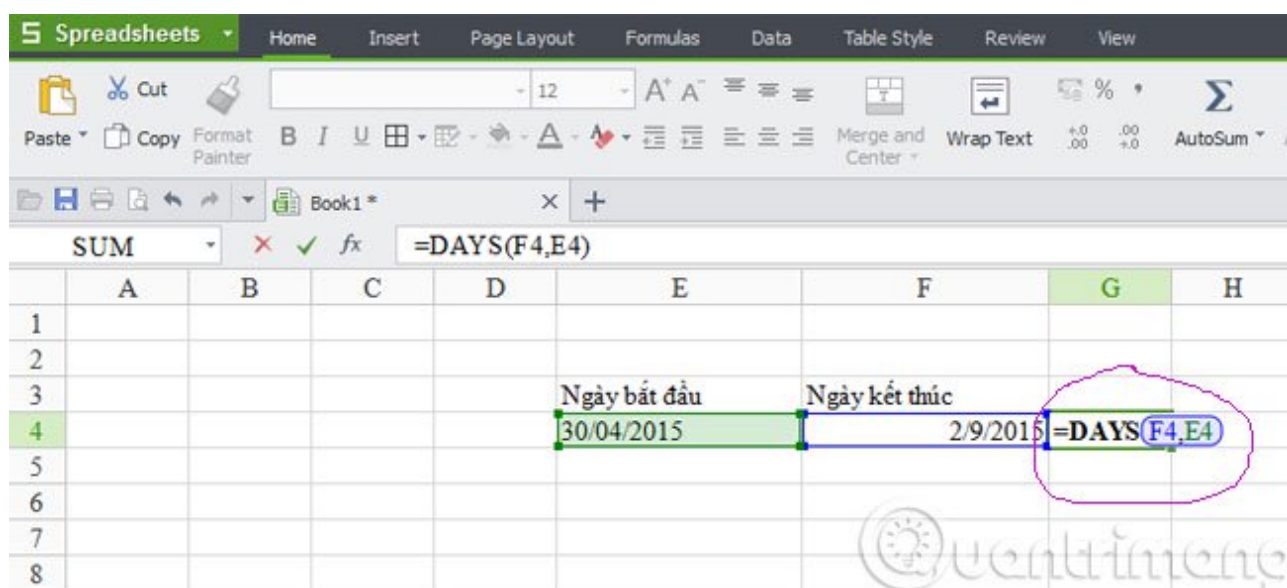 Spreadsheets Home Insert Page Layout Formulas Data Table Style Review View
Cut 12 A+ A- %
Paste Copy Format Painter B I U A Merge and Center Wrap Text .00 .00 AutoSum
Book1 *
SUM fx =DAYS(F4,E4)
A B C D E F G H
1
2
3 Ngày bắt đầu Ngày kết thúc
4 30/04/2015 2/9/2015 =DAYS(F4,E4)
5
6
7
8
Quantrimang